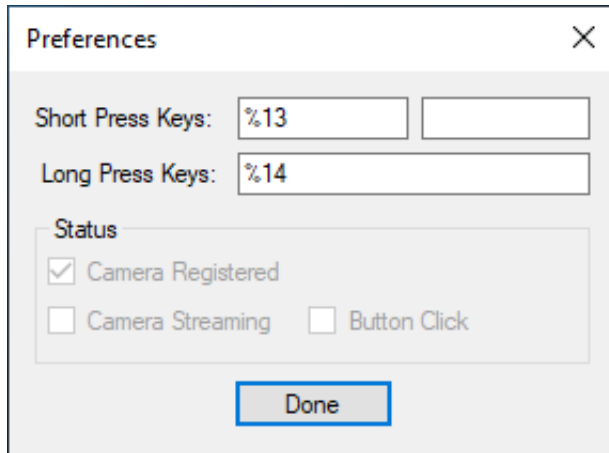 Preferences
Short Press Keys: %13
Long Press Keys: %14
Status
Camera Registered
Camera Streaming Button Click
Done